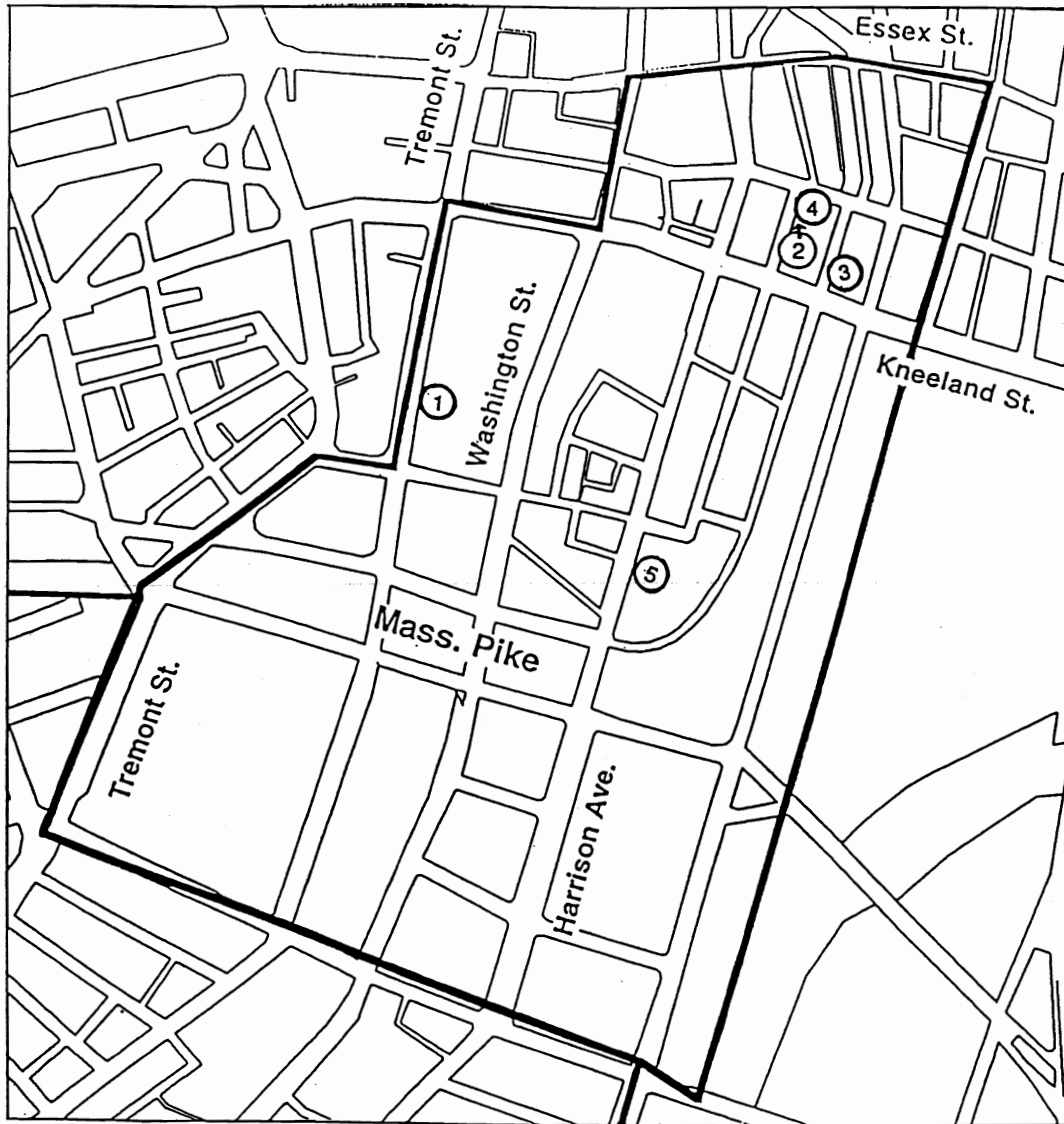 Essex St.
Tremont St.
4
2
3
Kneeland St.
Washington St.
1
5
Mass. Pike
Tremont St.
Harrison Ave.